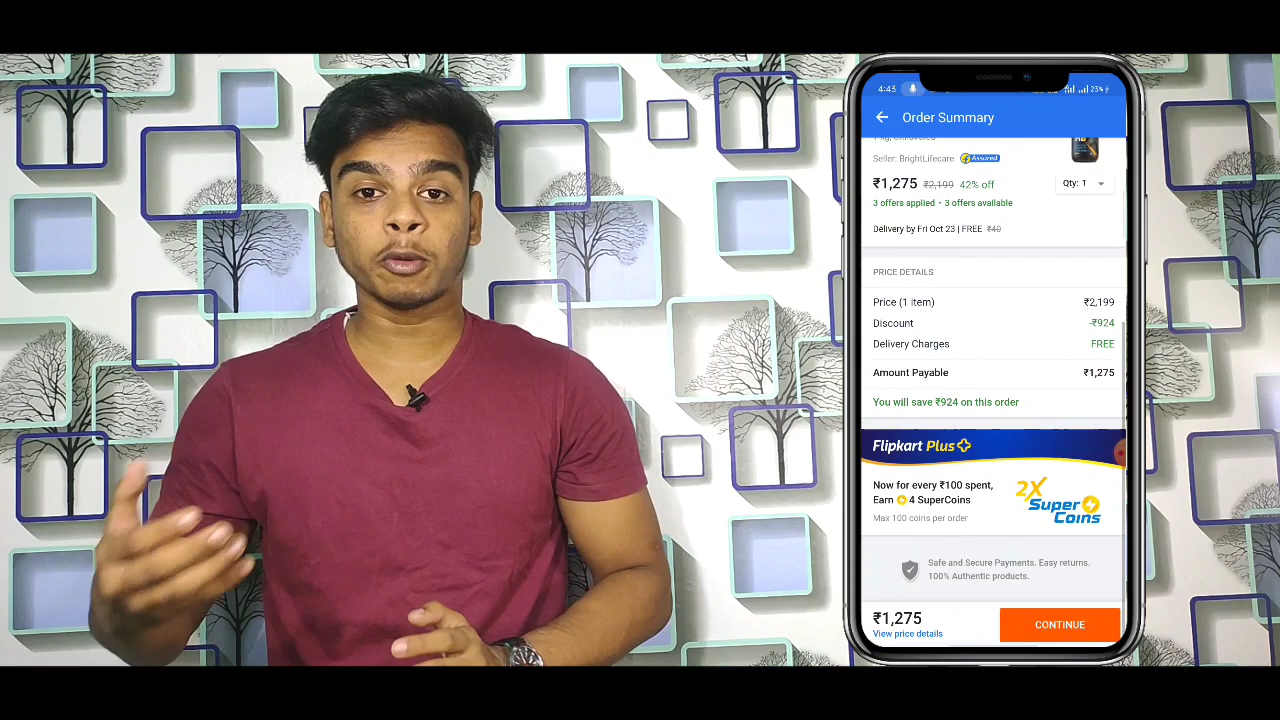 4:43
23%
Order Summary
1 kg, Unflavored
Seller: BrightLifecare Assured
₹1,275 ₹2,199 42% off
Qty: 1
3 offers applied • 3 offers available
Delivery by Fri Oct 23 | FREE ₹40
PRICE DETAILS
Price (1 item) ₹2,199
Discount -₹924
Delivery Charges FREE
Amount Payable ₹1,275
You will save ₹924 on this order
Flipkart Plus
Now for every ₹100 spent,
Earn 4 SuperCoins
Max 100 coins per order
2X
Super
Coins
Safe and Secure Payments. Easy returns.
100% Authentic products.
₹1,275
View price details
CONTINUE